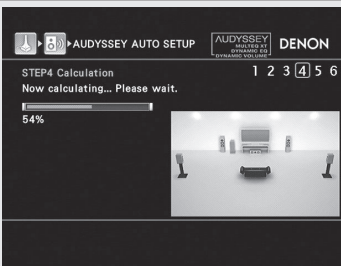 AUDYSSEY AUTO SETUP
AUDYSSEY
MULTEQ XT
DYNAMIC EQ
DYNAMIC VOLUME
DENON
STEP4 Calculation
1 2 3 4 5 6
Now calculating... Please wait.
54%